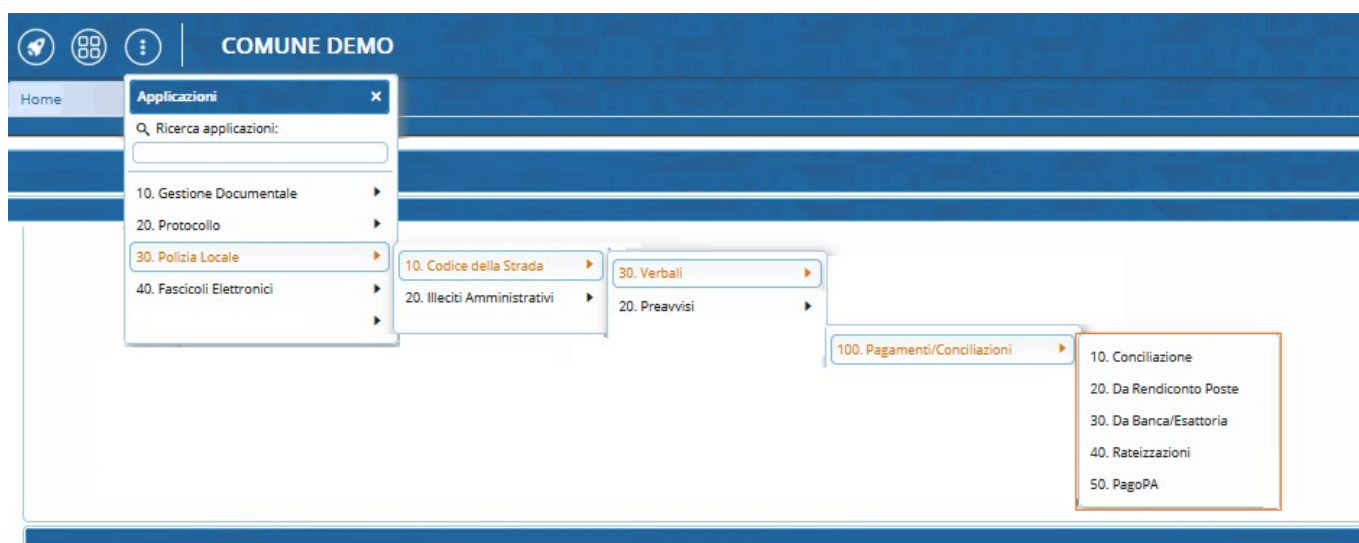 COMUNE DEMO
Home
Applicazioni
Ricerca applicazioni:
10. Gestione Documentale
20. Protocollo
30. Polizia Locale
40. Fascicoli Elettronici
10. Codice della Strada
20. Illeciti Amministrativi
30. Verbali
20. Preavvisi
100. Pagamenti/Conciliazioni
10. Conciliazione
20. Da Rendiconto Poste
30. Da Banca/Esattoria
40. Rateizzazioni
50. PagoPA